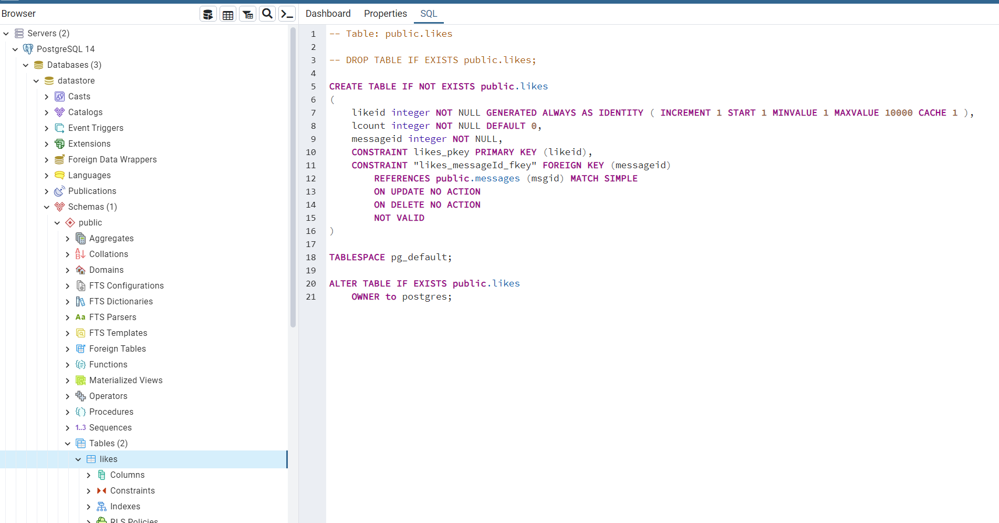 Browser
Servers (2)
PostgreSQL 14
Databases (3)
datastore
Casts
Catalogs
Event Triggers
Extensions
Foreign Data Wrappers
Languages
Publications
Schemas (1)
public
Aggregates
Collations
Domains
FTS Configurations
FTS Dictionaries
Aa FTS Parsers
FTS Templates
Foreign Tables
Functions
Materialized Views
Operators
Procedures
1..3 Sequences
Tables (2)
likes
Columns
Constraints
Indexes
RLS Policies
Dashboard Properties SQL
1 -- Table: public.likes
2
3 -- DROP TABLE IF EXISTS public.likes;
4
5 CREATE TABLE IF NOT EXISTS public.likes
6 (
7     likeid integer NOT NULL GENERATED ALWAYS AS IDENTITY ( INCREMENT 1 START 1 MINVALUE 1 MAXVALUE 10000 CACHE 1 ),
8     lcount integer NOT NULL DEFAULT 0,
9     messageid integer NOT NULL,
10     CONSTRAINT likes_pkey PRIMARY KEY (likeid),
11     CONSTRAINT "likes_messageId_fkey" FOREIGN KEY (messageid)
12         REFERENCES public.messages (msgid) MATCH SIMPLE
13         ON UPDATE NO ACTION
14         ON DELETE NO ACTION
15         NOT VALID
16 )
17
18 TABLESPACE pg_default;
19
20 ALTER TABLE IF EXISTS public.likes
21     OWNER to postgres;